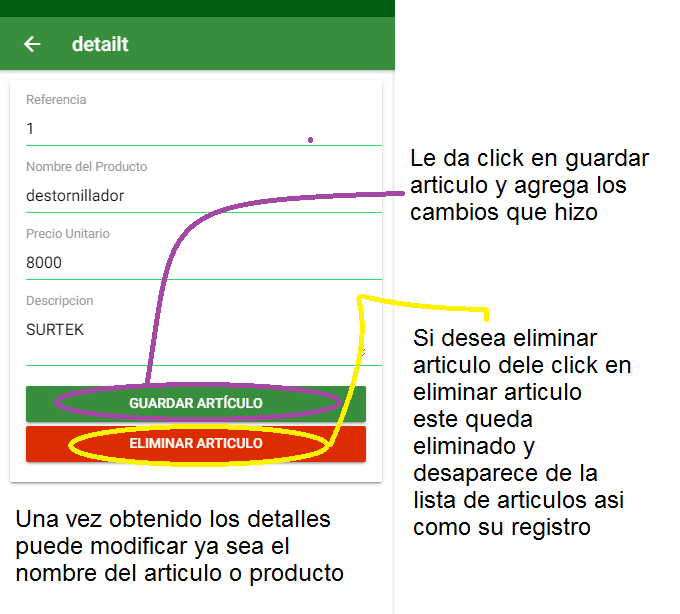 detailt
Referencia
1
Nombre del Producto
destornillador
Precio Unitario
8000
Descripcion
SURTEK
GUARDAR ARTÍCULO
ELIMINAR ARTICULO
Le da click en guardar
articulo y agrega los
cambios que hizo
Si desea eliminar
articulo dele click en
eliminar articulo
este queda
eliminado y
desaparece de la
lista de articulos asi
como su registro
Una vez obtenido los detalles
puede modificar ya sea el
nombre del articulo o producto